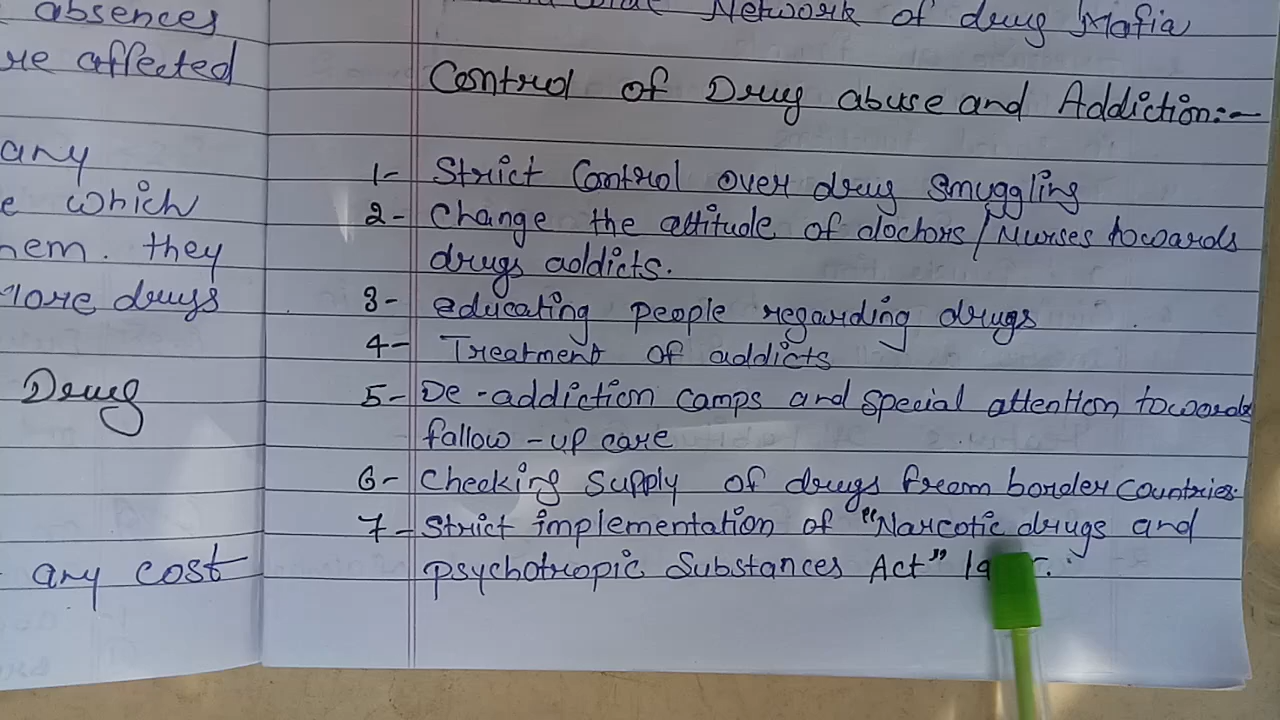 absences
re affected
any
e which
hem. they
more drugs
Drug
any cost
Network of drug Mafia
Control of Drug abuse and Addiction:-
1- Strict Control over drug smuggling
2- Change the attitude of doctors/Nurses towards
drugs addicts.
3- educating people regarding drugs
4- Treatment of addicts
5- De-addiction camps and special attention towards
fallow-up care
6- Checking supply of drugs fream border countries.
7- Strict implementation of "Narcotic drugs and
psychotropic Substances Act" 19